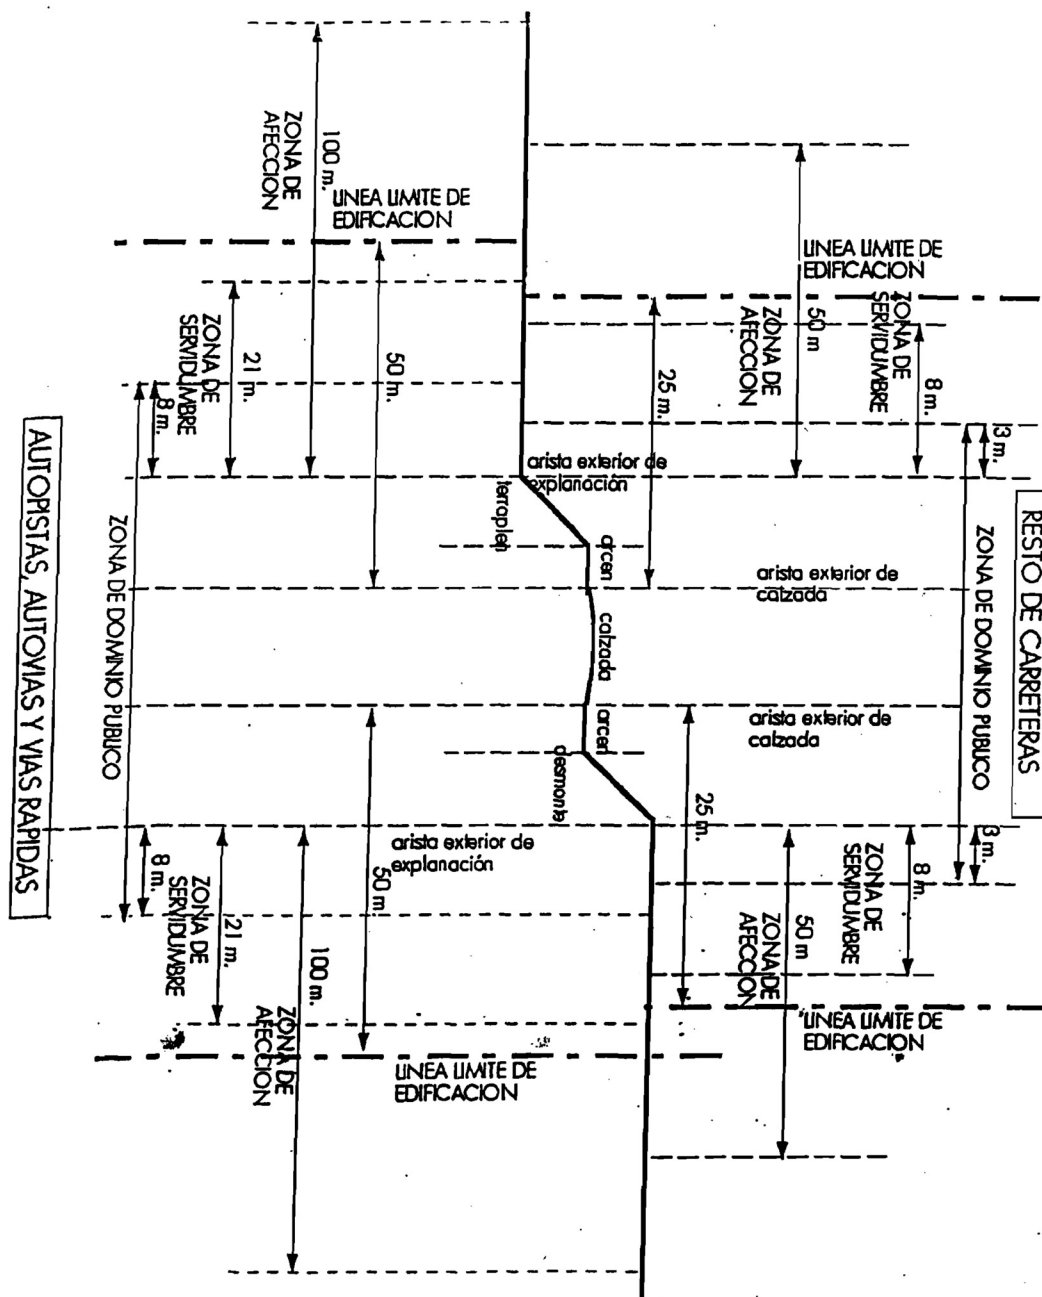 ZONA DE
AFECCION
100 m.
LINEA LIMITE DE
EDIFICACION
ZONA DE
SERVIDUMBRE
21 m.
50 m.
8 m.
LINEA LIMITE DE
EDIFICACION
ZONA DE
SERVIDUMBRE
8 m.
50 m
ZONA DE
AFECCION
25 m.
3 m.
arista exterior de
explanación
terraplen
arcen
arista exterior de
calzada
calzada
arista exterior de
calzada
arcen
desmonte
arista exterior de
explanación
AUTOPISTAS, AUTOVIAS Y VIAS RAPIDAS
ZONA DE DOMINIO PUBLICO
RESTO DE CARRETERAS
ZONA DE DOMINIO PUBLICO
8 m.
ZONA DE
SERVIDUMBRE
21 m.
50 m
100 m.
ZONA DE
AFECCION
LINEA LIMITE DE
EDIFICACION
25 m.
3 m.
8 m.
ZONA DE
SERVIDUMBRE
50 m
ZONA DE
AFECCION
LINEA LIMITE DE
EDIFICACION